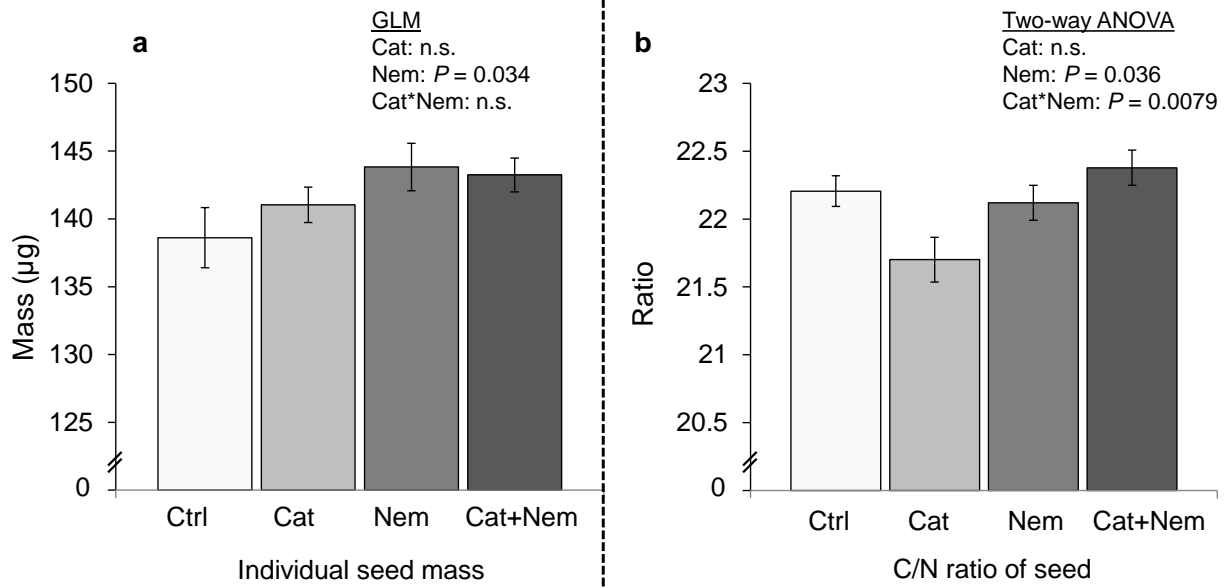 a
GLM
Cat: n.s.
Nem: P = 0.034
Cat*Nem: n.s.
150
145
140
135
130
125
0
Mass (µg)
Ctrl Cat Nem Cat+Nem
Individual seed mass
b
Two-way ANOVA
Cat: n.s.
Nem: P = 0.036
Cat*Nem: P = 0.0079
23
22.5
22
21.5
21
20.5
0
Ratio
Ctrl Cat Nem Cat+Nem
C/N ratio of seed